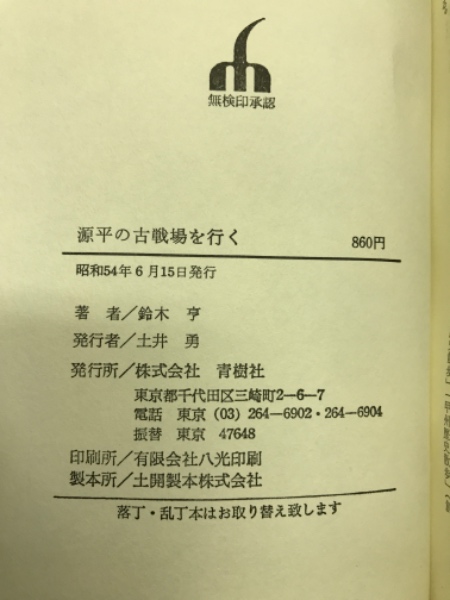 無検印承認
源平の古戦場を行く 860円
昭和54年6月15日発行
著 者/鈴木 亨
発行者/土井 勇
発行所/株式会社 青樹社
東京都千代田区三崎町2―6―7
電話 東京 (03) 264―6902・264―6904
振替 東京 47648
印刷所/有限会社八光印刷
製本所/土開製本株式会社
落丁・乱丁本はお取り替え致します